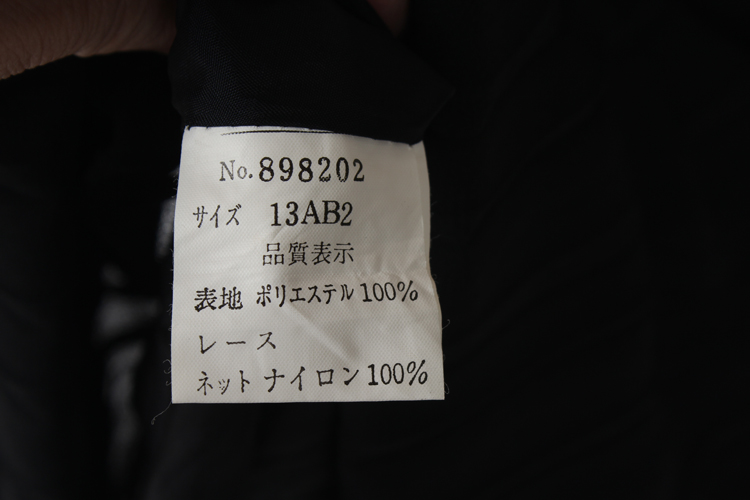 No.898202
サイズ 13AB2
品質表示
表地 ポリエステル100%
レース
ネット ナイロン100%